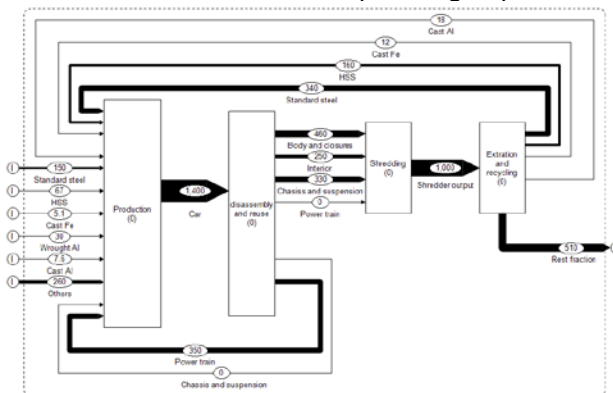 18
Cast Al
12
Cast Fe
160
HSS
340
Standard steel
150
Standard steel
67
HSS
5.1
Cast Fe
39
Wrought Al
7.5
Cast Al
260
Others
Production
(0)
1,400
Car
disassembly
and reuse
(0)
460
Body and closures
250
Interior
330
Chassis and suspension
0
Power train
Shredding
(0)
1,000
Shredder output
Extration
and
recycling
(0)
510
Rest fraction
350
Power train
0
Chassis and suspension